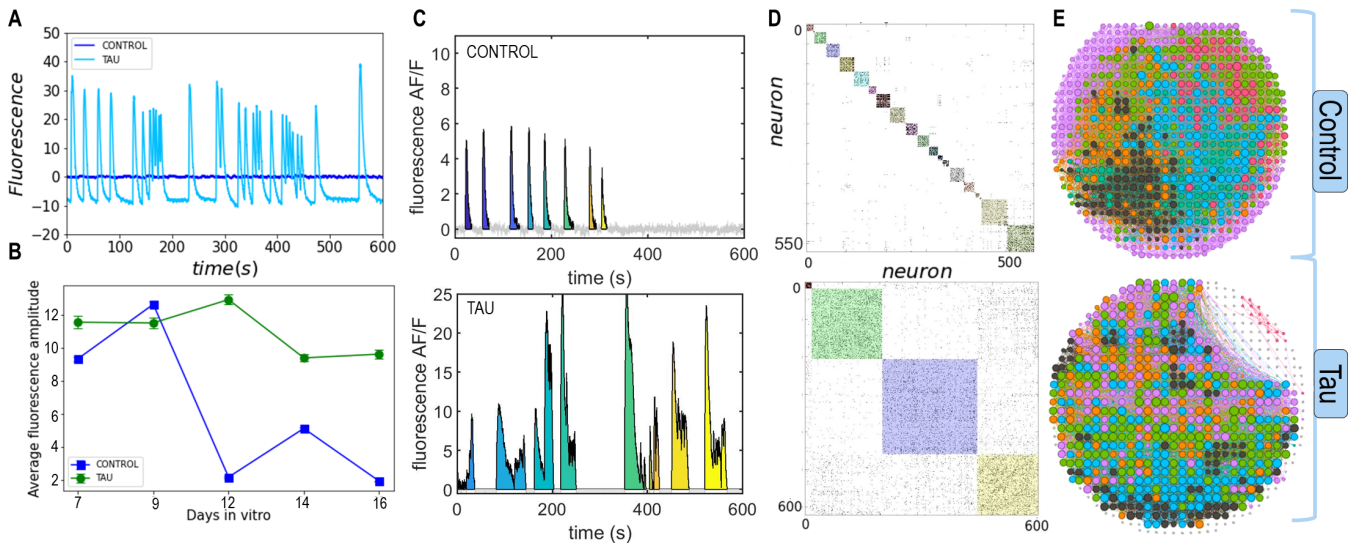 A
Fluorescence
50
40
30
20
10
0
−10
−20
CONTROL
TAU
0 100 200 300 400 500 600
time(s)
B
Average fluorescence amplitude
12
10
8
6
4
2
CONTROL
TAU
7 9 12 14 16
Days in vitro
C
fluorescence AF/F
10
8
6
4
2
0
CONTROL
0 200 400 600
time (s)
fluorescence AF/F
25
20
15
10
5
0
TAU
0 200 400 600
time (s)
D
neuron
0
550
0 500
neuron
0
600
0 600
E
Control
Tau